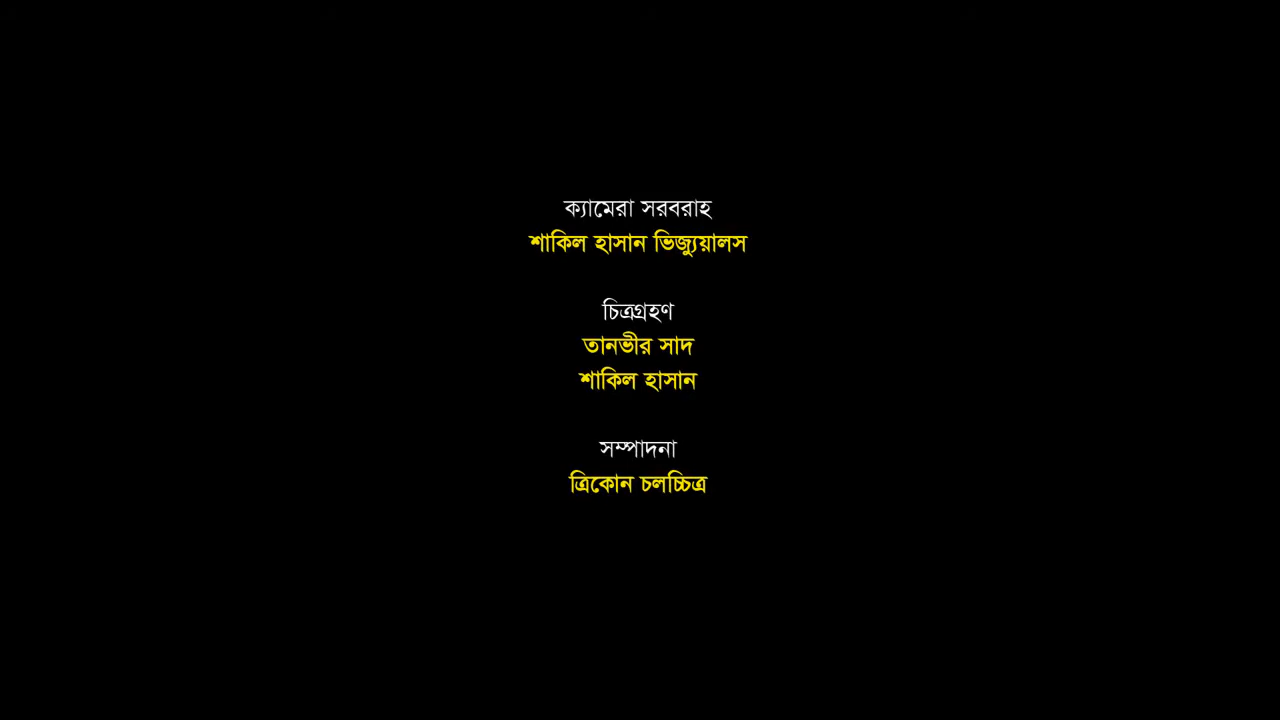 ক্যামেরা সরবরাহ
শাকিল হাসান ভিজ্যুয়ালস
চিত্রগ্রহণ
তানভীর সাদ
শাকিল হাসান
সম্পাদনা
ত্রিকোন চলচ্চিত্র